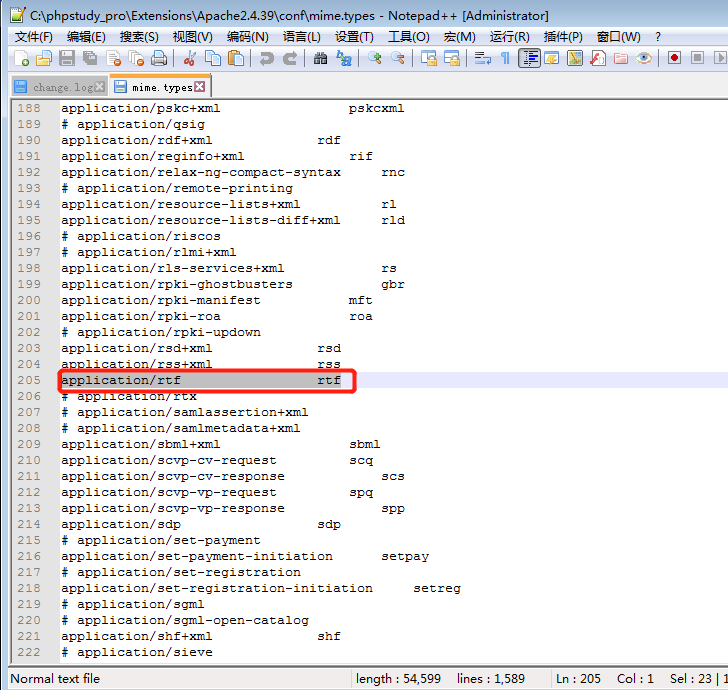 C:\phpstudy_pro\Extensions\Apache2.4.39\conf\mime.types - Notepad++ [Administrator]
文件(F) 编辑(E) 搜索(S) 视图(V) 编码(N) 语言(L) 设置(T) 工具(O) 宏(M) 运行(R) 插件(P) 窗口(W) ?
change.log mime.types
188 application/pskc+xml pskcxml
189 # application/qsig
190 application/rdf+xml rdf
191 application/reginfo+xml rif
192 application/relax-ng-compact-syntax rnc
193 # application/remote-printing
194 application/resource-lists+xml rl
195 application/resource-lists-diff+xml rld
196 # application/riscos
197 # application/rlmi+xml
198 application/rls-services+xml rs
199 application/rpki-ghostbusters gbr
200 application/rpki-manifest mft
201 application/rpki-roa roa
202 # application/rpki-updown
203 application/rsd+xml rsd
204 application/rss+xml rss
205 application/rtf rtf
206 # application/rtx
207 # application/samlassertion+xml
208 # application/samlmetadata+xml
209 application/sbml+xml sbml
210 application/scvp-cv-request scq
211 application/scvp-cv-response scs
212 application/scvp-vp-request spq
213 application/scvp-vp-response spp
214 application/sdp sdp
215 # application/set-payment
216 application/set-payment-initiation setpay
217 # application/set-registration
218 application/set-registration-initiation setreg
219 # application/sgml
220 # application/sgml-open-catalog
221 application/shf+xml shf
222 # application/sieve
Normal text file length : 54,599 lines : 1,589 Ln : 205 Col : 1 Sel : 23 | 1